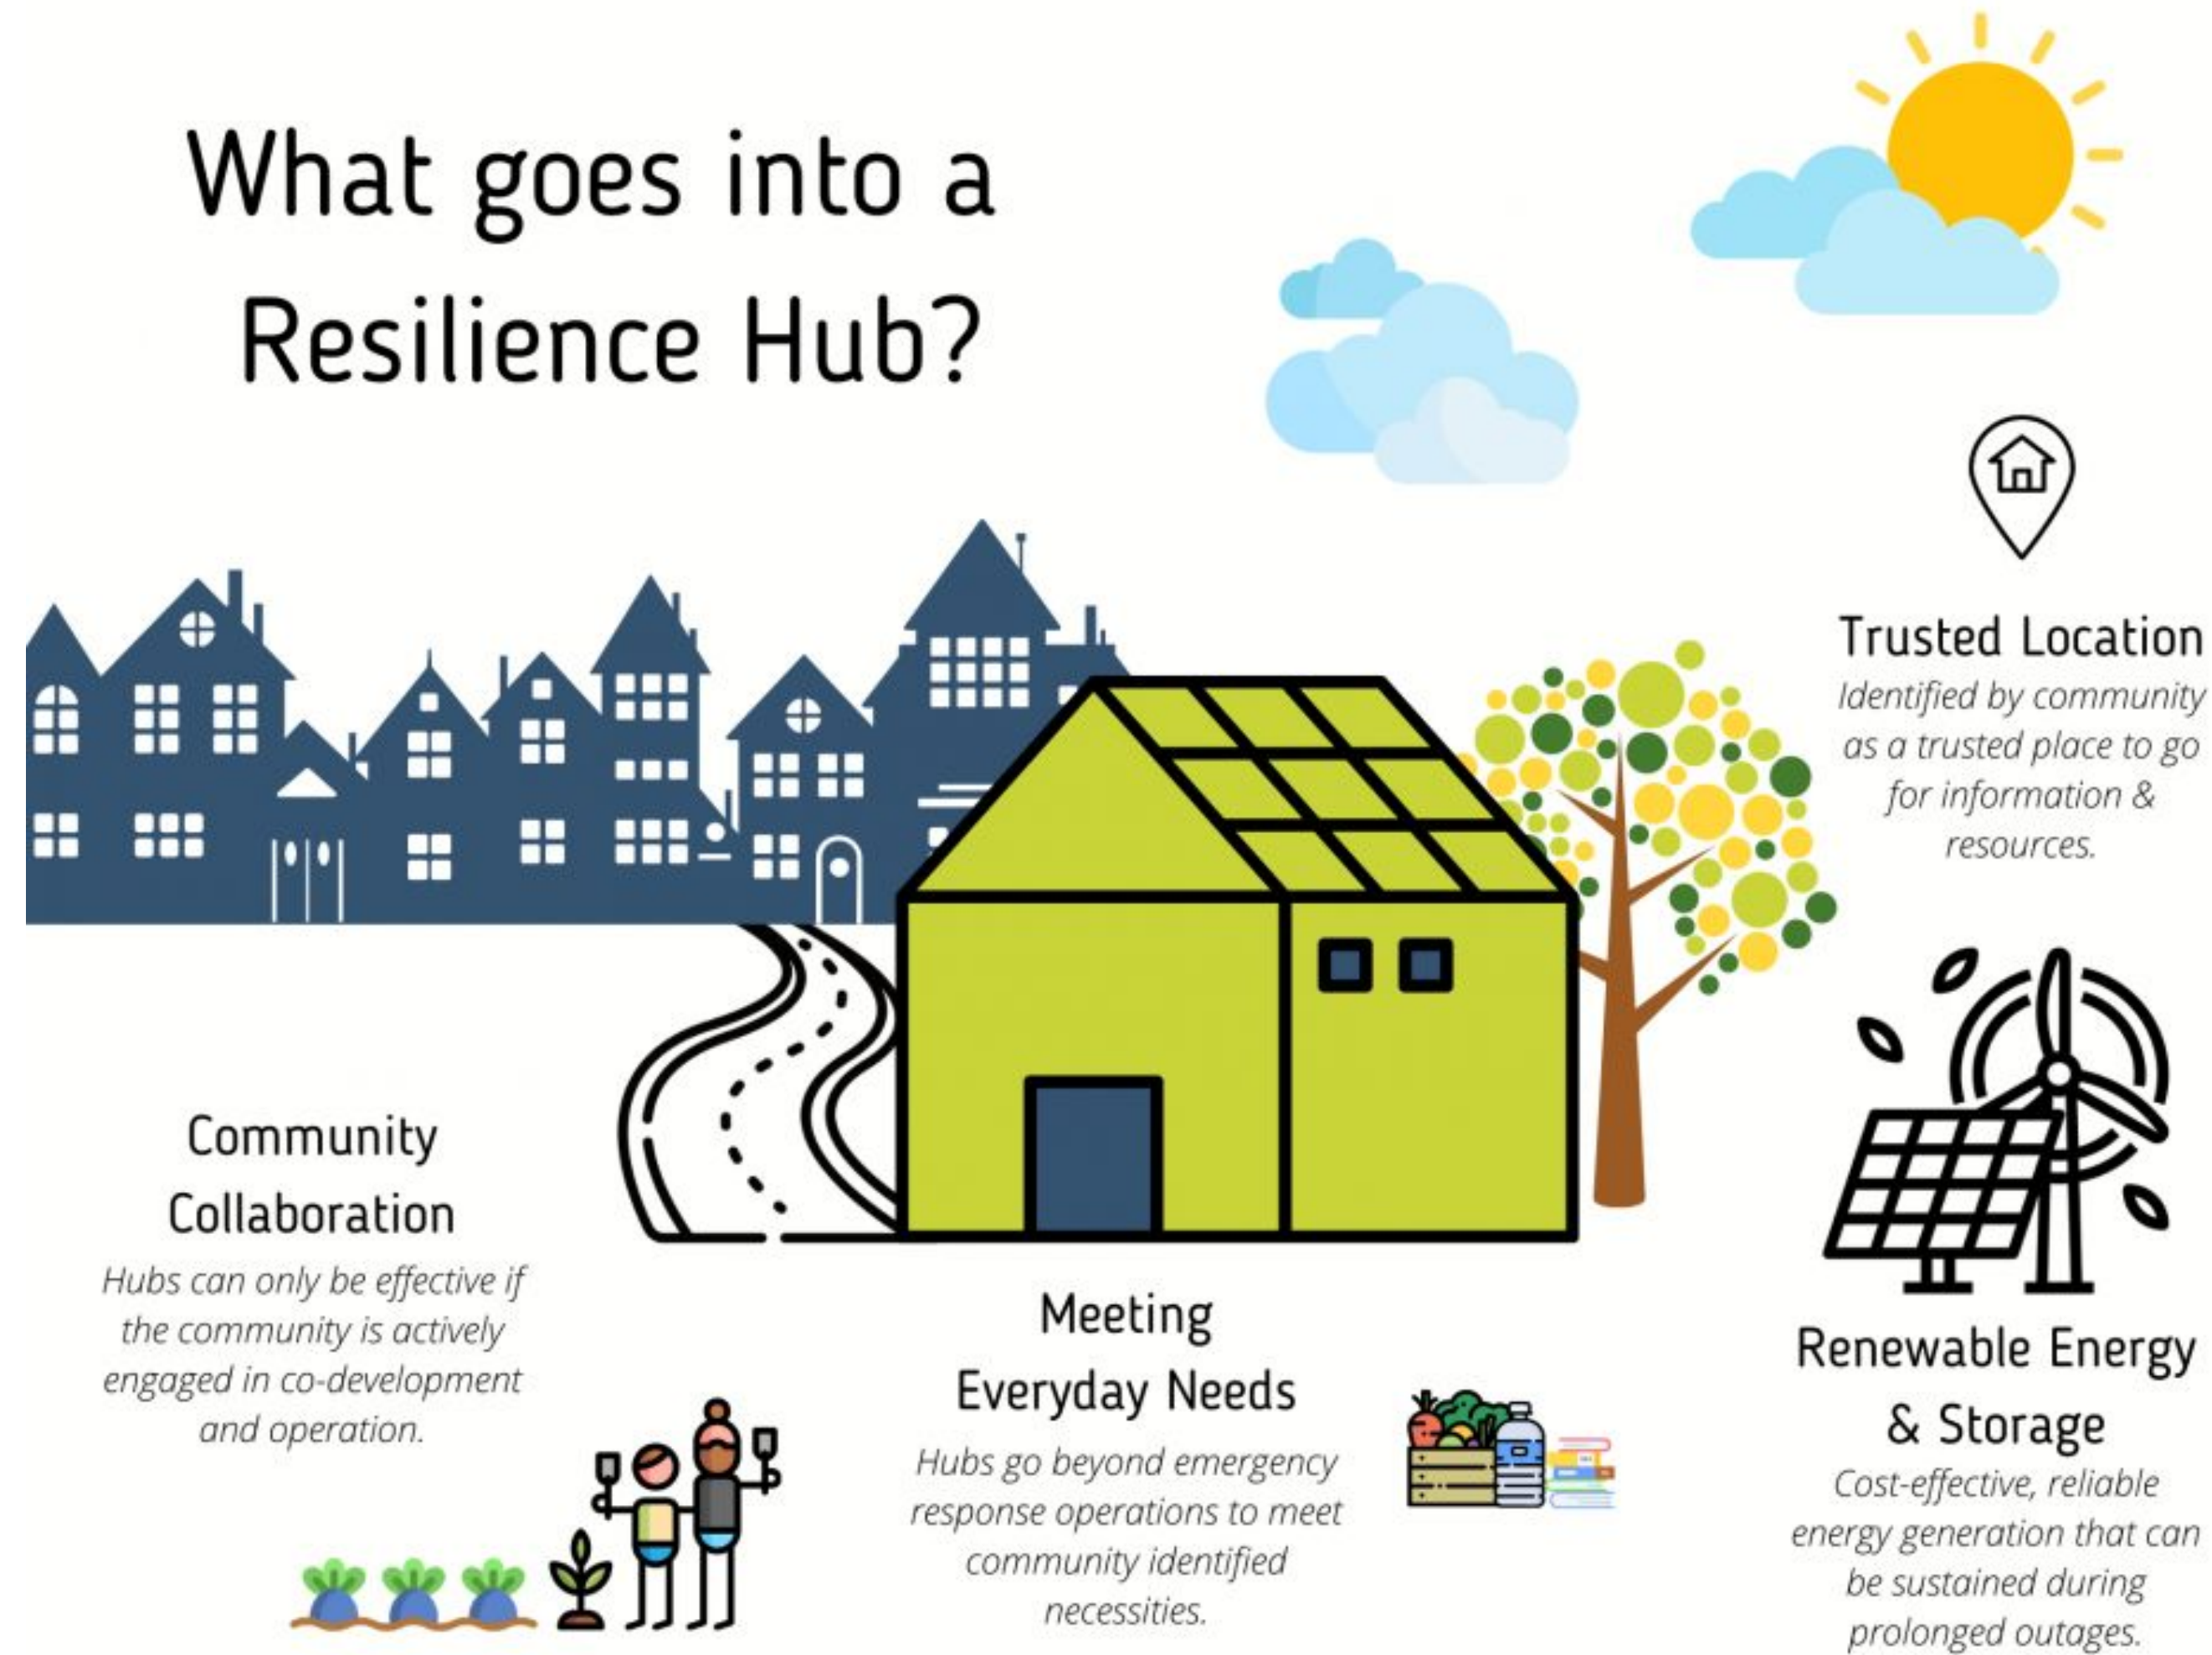 What goes into a
Resilience Hub?
Trusted Location
Identified by community
as a trusted place to go
for information &
resources.
Community
Collaboration
Hubs can only be effective if
the community is actively
engaged in co-development
and operation.
Meeting
Everyday Needs
Hubs go beyond emergency
response operations to meet
community identified
necessities.
Renewable Energy
& Storage
Cost-effective, reliable
energy generation that can
be sustained during
prolonged outages.